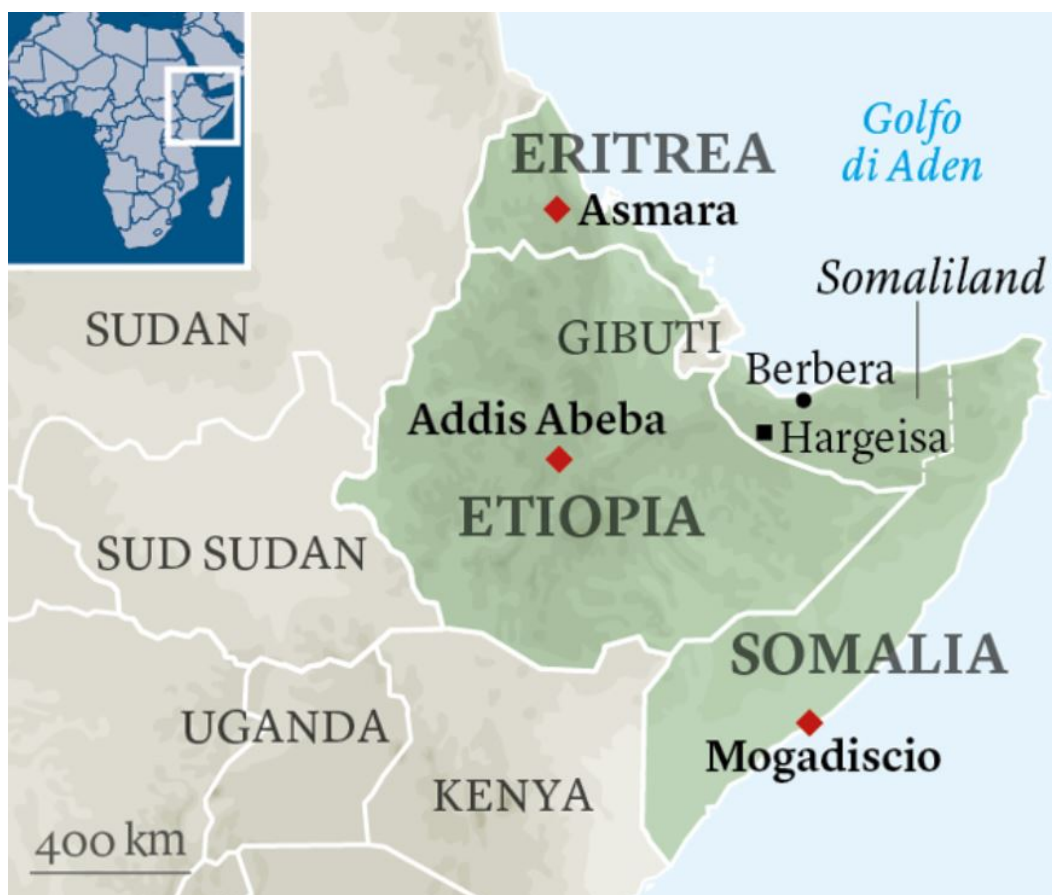 Golfo
di Aden
ERITREA
Asmara
Somaliland
SUDAN
GIBUTI
Berbera
Addis Abeba
Hargeisa
ETIOPIA
SUD SUDAN
SOMALIA
UGANDA
Mogadiscio
KENYA
400 km